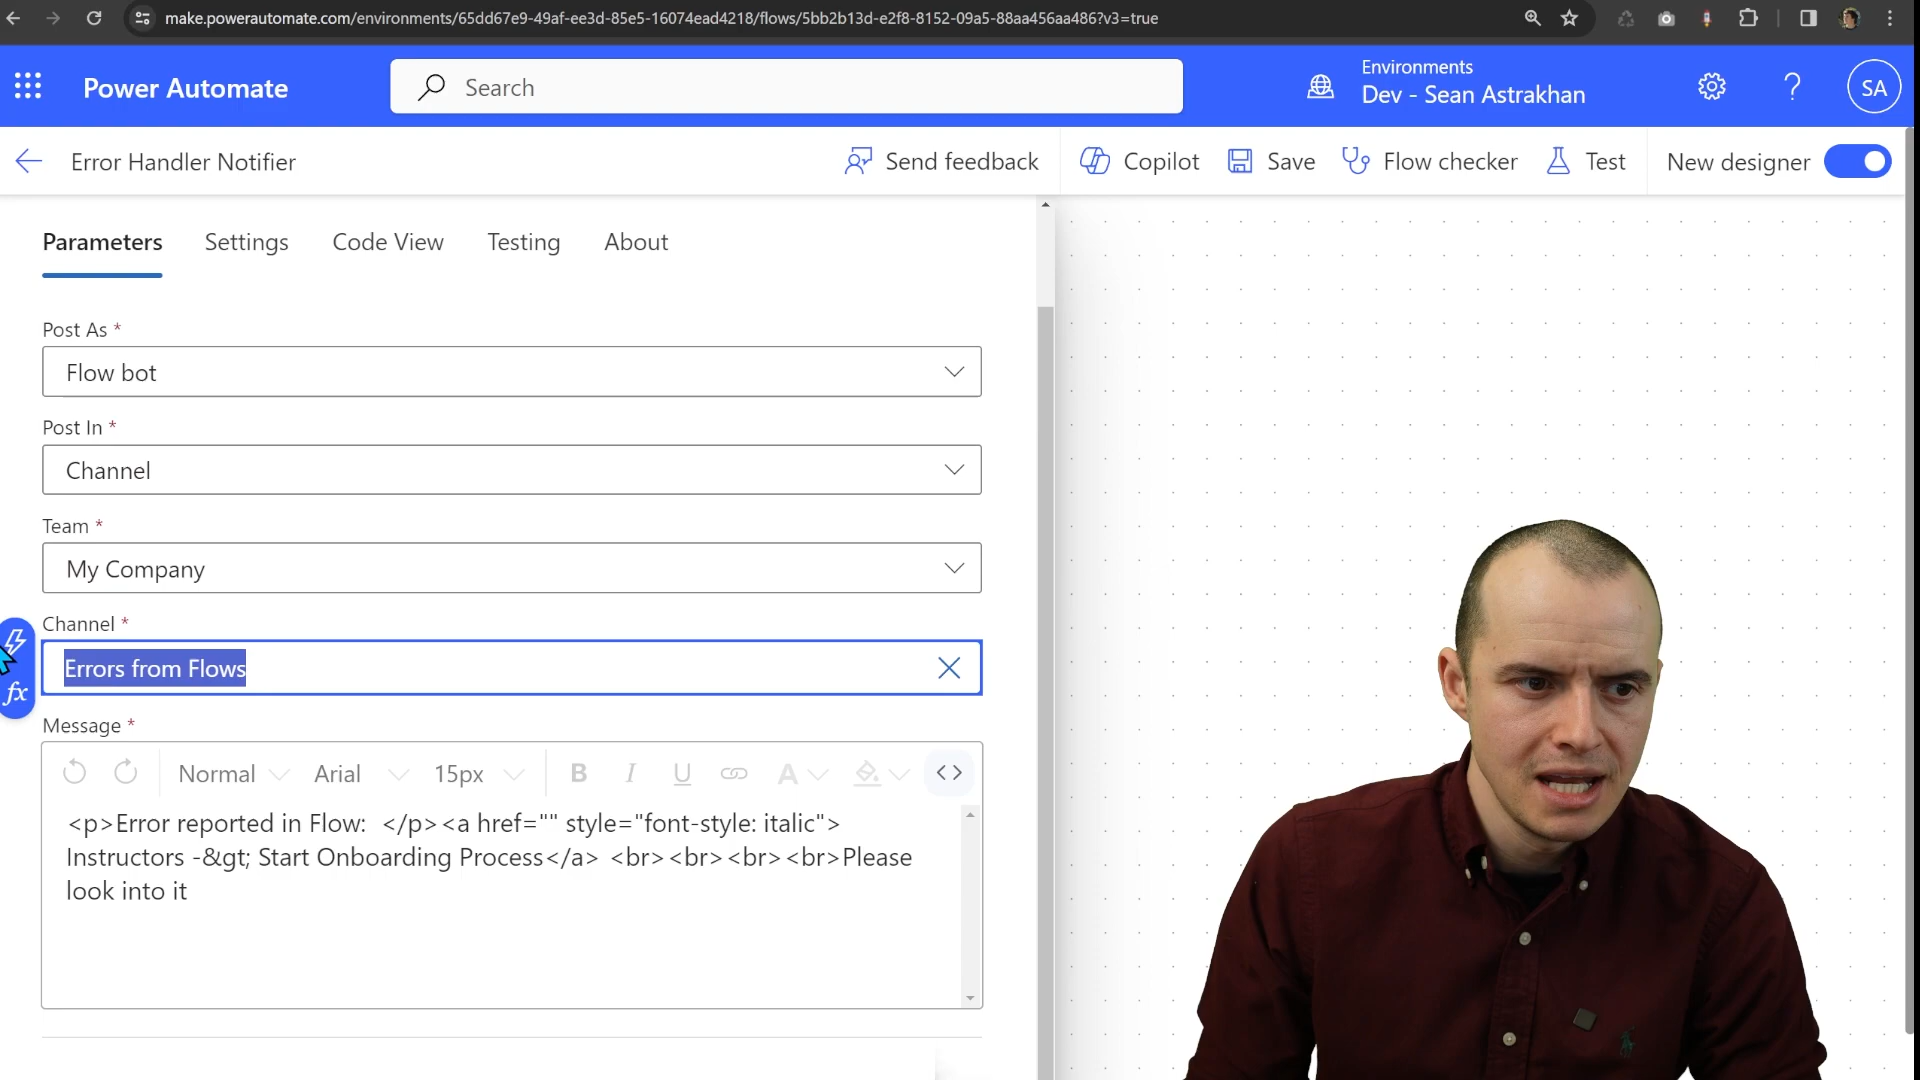 make.powerautomate.com/environments/65dd67e9-49af-ee3d-85e5-16074ead4218/flows/5bb2b13d-e2f8-8152-09a5-88aa456aa486?v3=true
Power Automate
Search
Environments
Dev - Sean Astrakhan
SA
Error Handler Notifier
Send feedback
Copilot
Save
Flow checker
Test
New designer
Parameters
Settings
Code View
Testing
About
Post As *
Flow bot
Post In *
Channel
Team *
My Company
Channel *
Errors from Flows
fx
Message *
Normal
Arial
15px
B
I
U
A
<p>Error reported in Flow:  </p><a href="" style="font-style: italic">
Instructors -&gt; Start Onboarding Process</a> <br><br><br><br>Please
look into it